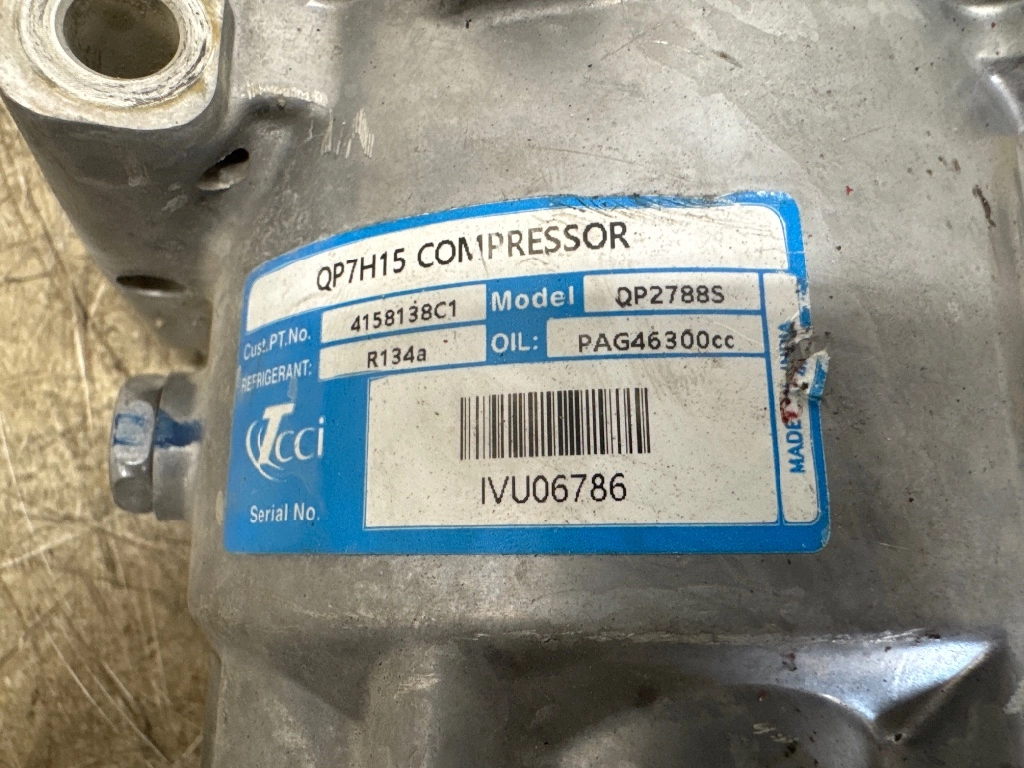 QP7H15 COMPRESSOR
Cust.PT.No. 4158138C1 Model QP2788S
REFRIGERANT: R134a OIL: PAG46300cc
Tcci
Serial No. IVU06786
MADE